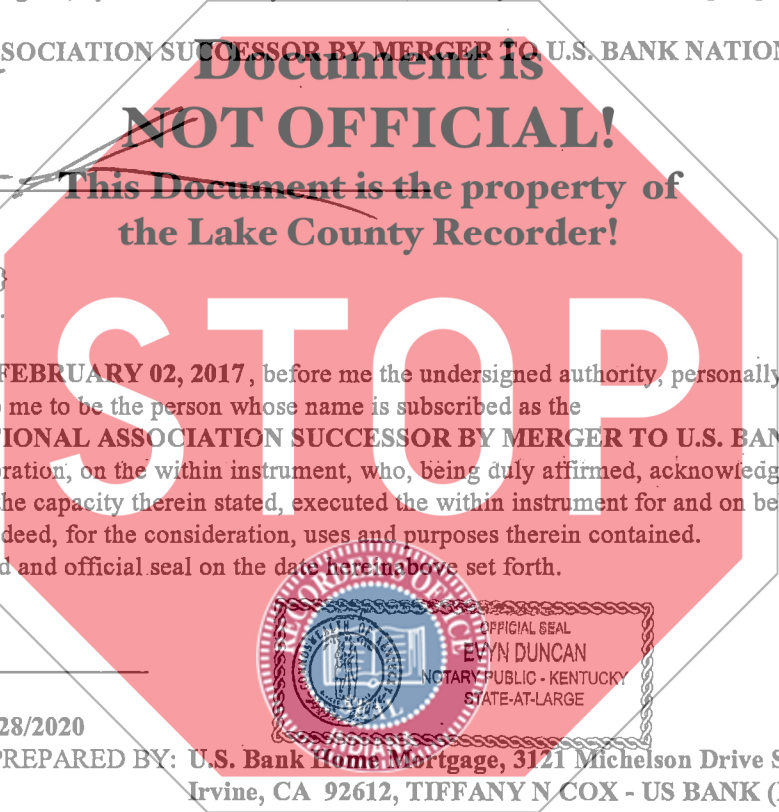 SOCIATION SUCCESSOR BY MERGER TO U.S. BANK NATION
Document is
NOT OFFICIAL!
This Document is the property of
the Lake County Recorder!
STOP
FEBRUARY 02, 2017, before me the undersigned authority, personally
me to be the person whose name is subscribed as the
TIONAL ASSOCIATION SUCCESSOR BY MERGER TO U.S. BAN
oration, on the within instrument, who, being duly affirmed, acknowledg
he capacity therein stated, executed the within instrument for and on be
deed, for the consideration, uses and purposes therein contained.
d and official seal on the date hereinabove set forth.
RECORDER'S OFFICE
SEAL
INDIANA
OFFICIAL SEAL
EVYN DUNCAN
NOTARY PUBLIC - KENTUCKY
STATE-AT-LARGE
28/2020
PREPARED BY: U.S. Bank Home Mortgage, 3121 Michelson Drive S
Irvine, CA 92612, TIFFANY N COX - US BANK (